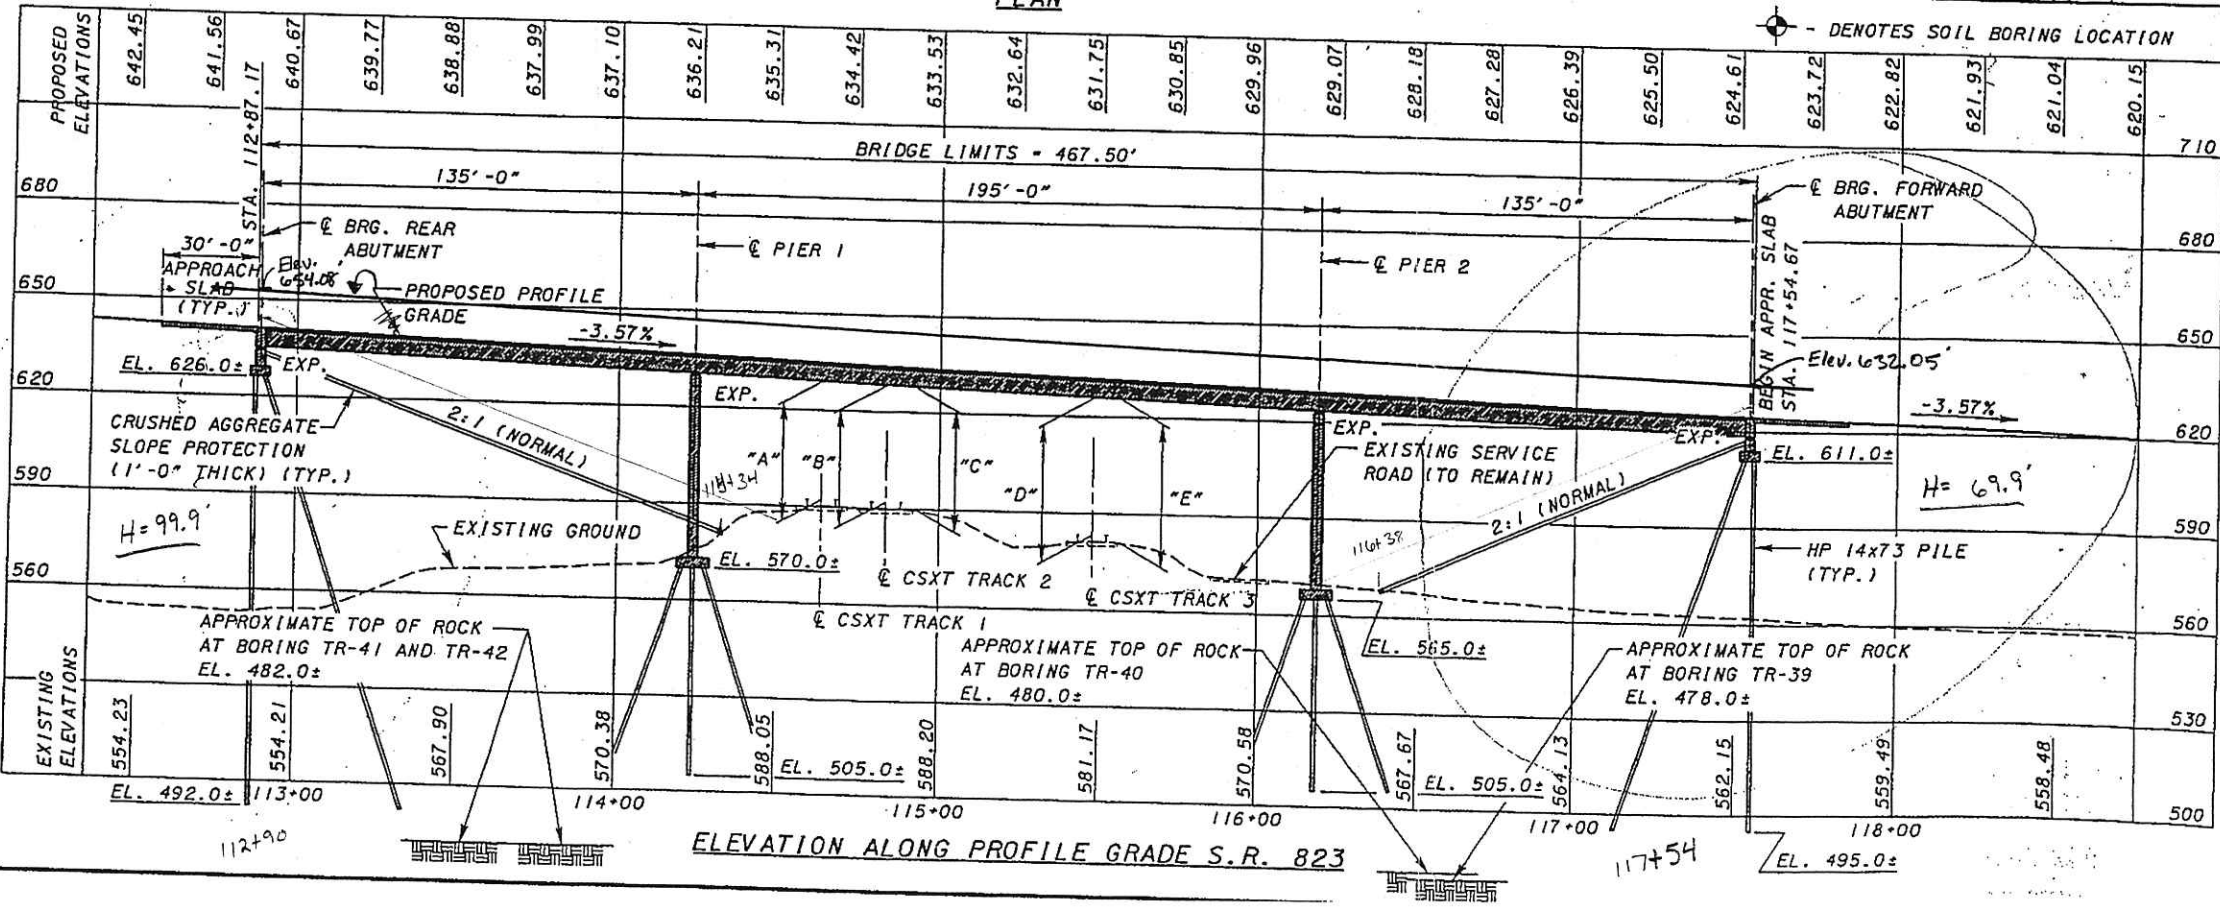 PLAN
- DENOTES SOIL BORING LOCATION
PROPOSED
ELEVATIONS
642.45
641.56
640.67
639.77
638.88
637.99
637.10
636.21
635.31
634.42
633.53
632.64
631.75
630.85
629.96
629.07
628.18
627.28
626.39
625.50
624.61
623.72
622.82
621.93
621.04
620.15
STA. 112+87.17
BRIDGE LIMITS = 467.50'
710
135'-0"
195'-0"
135'-0"
680
680
℄ BRG. REAR
ABUTMENT
℄ PIER 1
℄ PIER 2
℄ BRG. FORWARD
ABUTMENT
30'-0"
APPROACH
SLAB
(TYP.)
Elev.
654.08'
PROPOSED PROFILE
GRADE
-3.57%
BEGIN APPR. SLAB
STA. 117+54.67
650
650
Elev. 632.05'
-3.57%
EL. 626.0±
EXP.
EXP.
EXP.
EXP.
620
620
CRUSHED AGGREGATE
SLOPE PROTECTION
(1'-0" THICK) (TYP.)
2:1 (NORMAL)
"A"
"B"
"C"
"D"
"E"
EXISTING SERVICE
ROAD (TO REMAIN)
2:1 (NORMAL)
EL. 611.0±
H= 69.9'
590
590
H=99.9'
EXISTING GROUND
116+38
HP 14x73 PILE
(TYP.)
EL. 570.0±
℄ CSXT TRACK 2
℄ CSXT TRACK 3
℄ CSXT TRACK 1
560
560
APPROXIMATE TOP OF ROCK
AT BORING TR-41 AND TR-42
EL. 482.0±
APPROXIMATE TOP OF ROCK
AT BORING TR-40
EL. 480.0±
EL. 565.0±
APPROXIMATE TOP OF ROCK
AT BORING TR-39
EL. 478.0±
530
EXISTING
ELEVATIONS
554.23
554.21
567.90
570.38
588.05
588.20
581.17
570.58
567.67
564.13
562.15
559.49
558.48
EL. 505.0±
EL. 505.0±
500
EL. 492.0±
113+00
114+00
115+00
116+00
117+00
118+00
112+90
117+54
EL. 495.0±
ELEVATION ALONG PROFILE GRADE S.R. 823